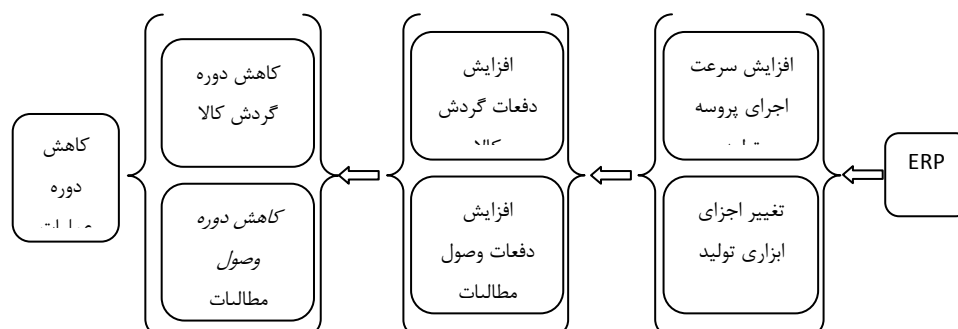 ERP
افزایش سرعت
اجرای پروسه
تغییر اجزای
ابزاری تولید
افزایش
دفعات گردش
کالا
افزایش
دفعات وصول
مطالبات
کاهش دوره
گردش کالا
کاهش دوره
وصول
مطالبات
کاهش
دوره